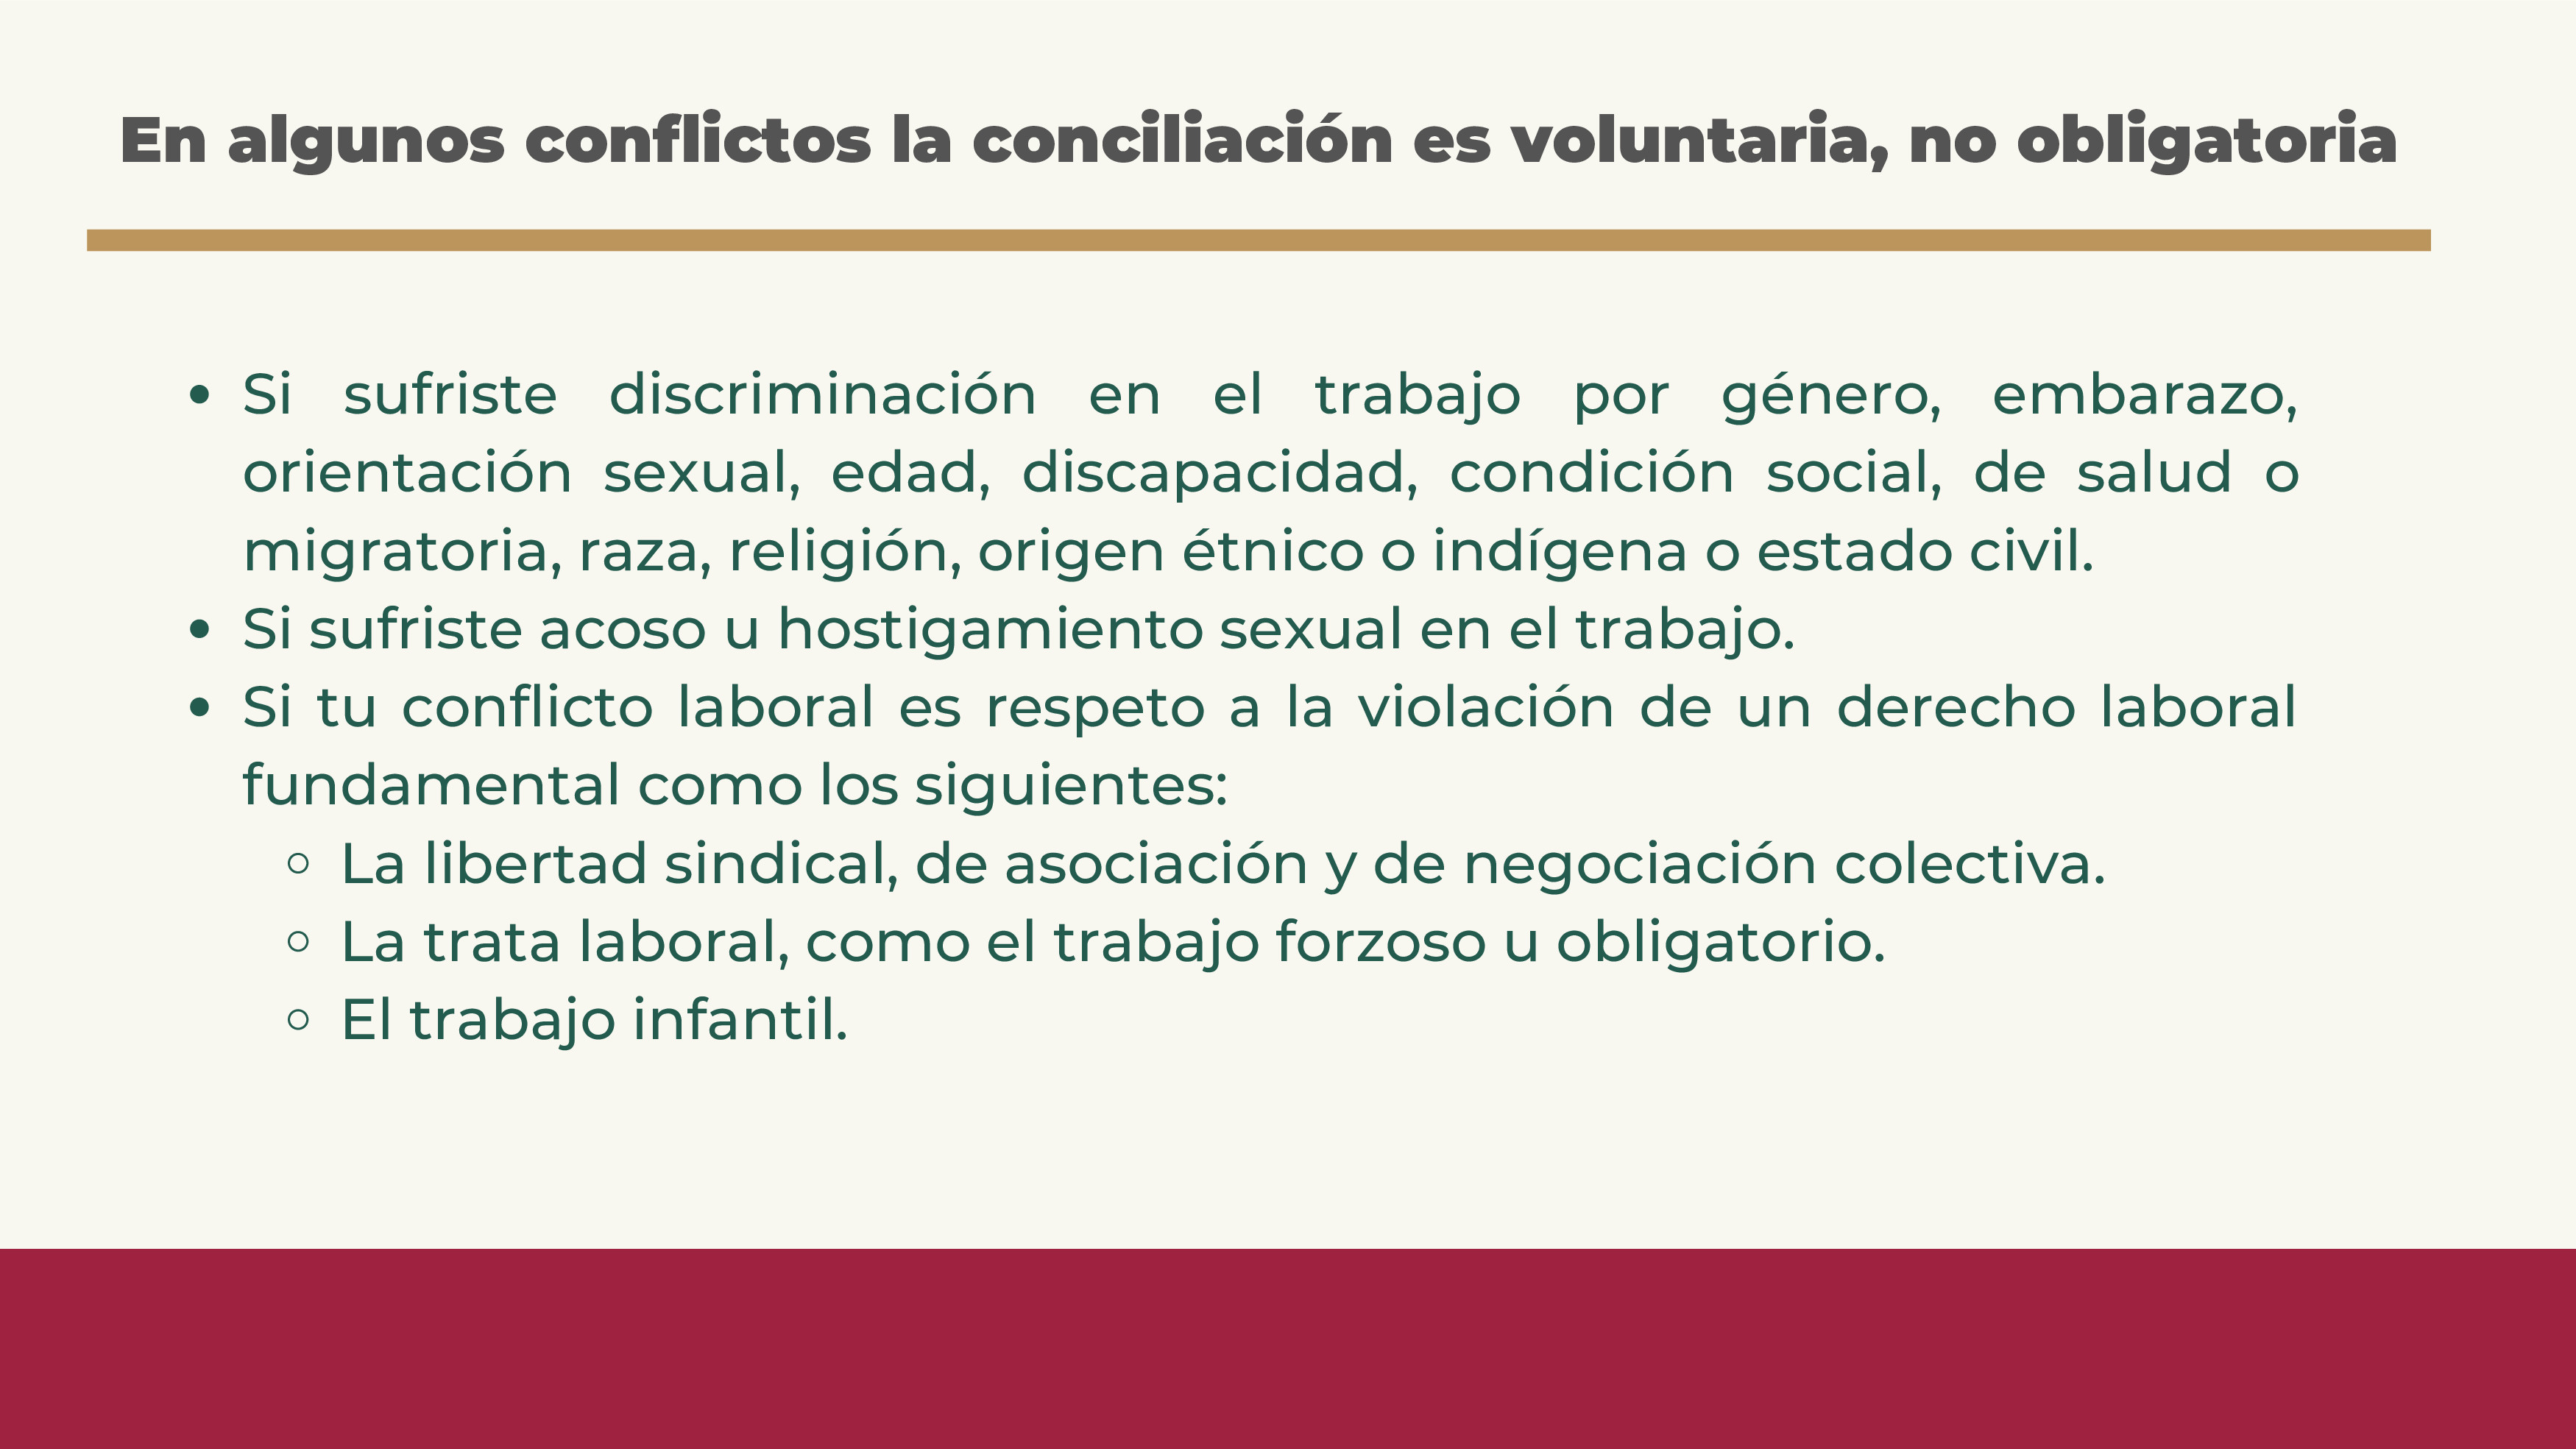 En algunos conflictos la conciliación es voluntaria, no obligatoria
• Si sufriste discriminación en el trabajo por género, embarazo,
orientación sexual, edad, discapacidad, condición social, de salud o
migratoria, raza, religión, origen étnico o indígena o estado civil.
• Si sufriste acoso u hostigamiento sexual en el trabajo.
• Si tu conflicto laboral es respeto a la violación de un derecho laboral
fundamental como los siguientes:
○ La libertad sindical, de asociación y de negociación colectiva.
○ La trata laboral, como el trabajo forzoso u obligatorio.
○ El trabajo infantil.